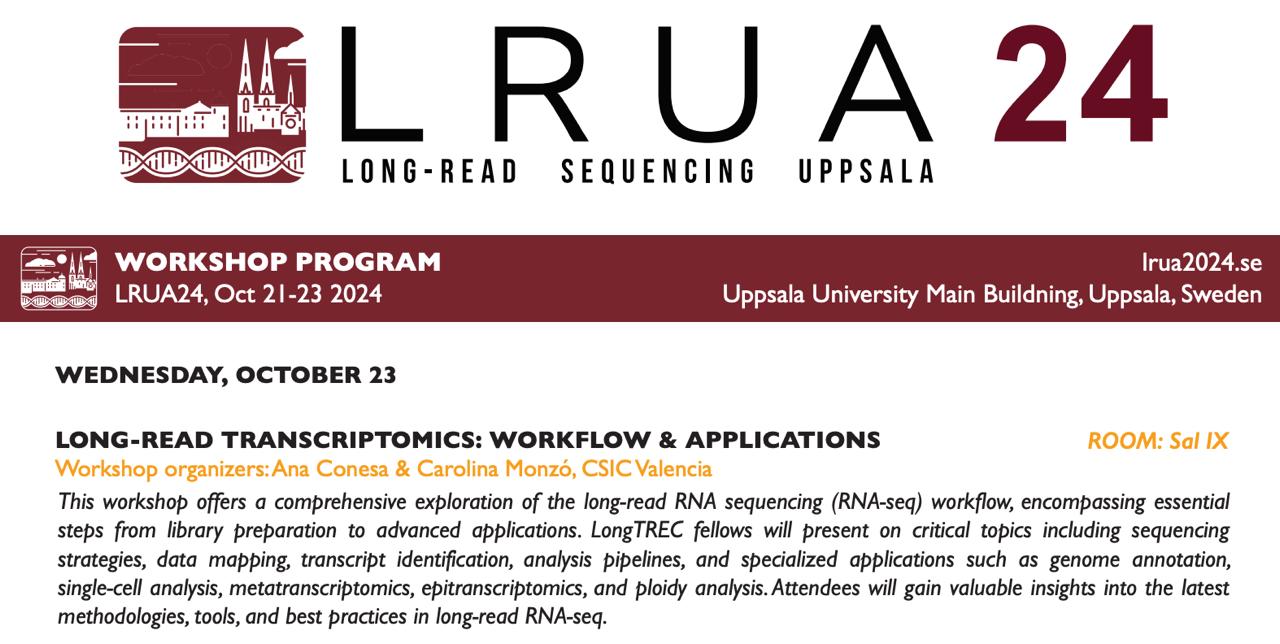 LRUA 24
LONG-READ SEQUENCING UPPSALA
WORKSHOP PROGRAM
lrua2024.se
LRUA24, Oct 21-23 2024
Uppsala University Main Buildning, Uppsala, Sweden
WEDNESDAY, OCTOBER 23
LONG-READ TRANSCRIPTOMICS: WORKFLOW & APPLICATIONS
ROOM: Sal IX
Workshop organizers: Ana Conesa & Carolina Monzó, CSIC Valencia
This workshop offers a comprehensive exploration of the long-read RNA sequencing (RNA-seq) workflow, encompassing essential
steps from library preparation to advanced applications. LongTREC fellows will present on critical topics including sequencing
strategies, data mapping, transcript identification, analysis pipelines, and specialized applications such as genome annotation,
single-cell analysis, metatranscriptomics, epitranscriptomics, and ploidy analysis. Attendees will gain valuable insights into the latest
methodologies, tools, and best practices in long-read RNA-seq.